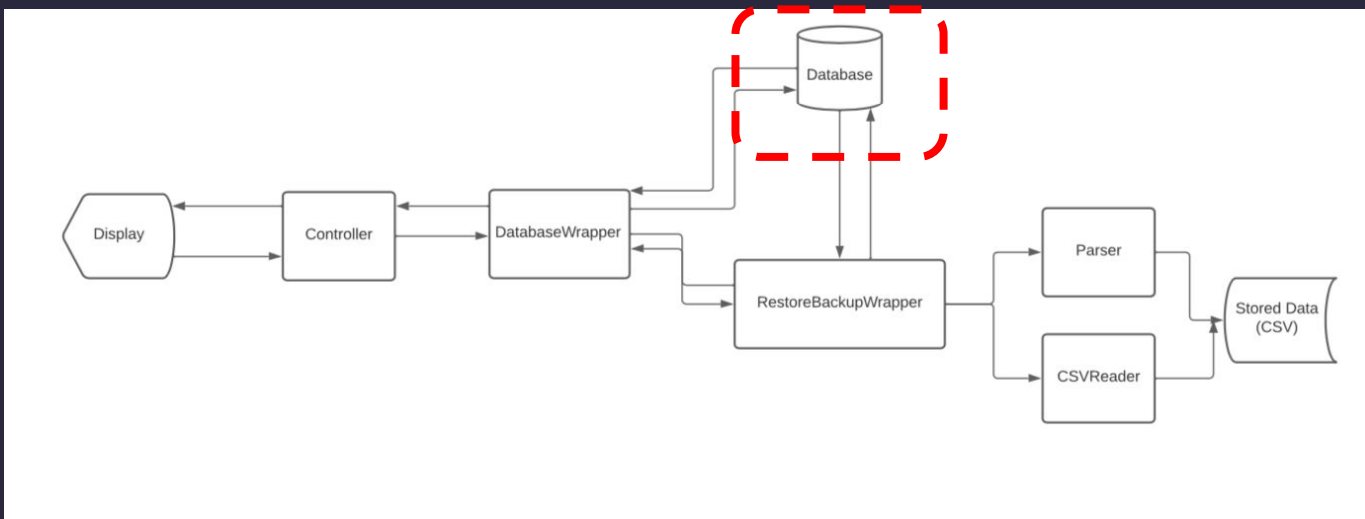 Database
Display
Controller
DatabaseWrapper
RestoreBackupWrapper
Parser
Stored Data
(CSV)
CSVReader